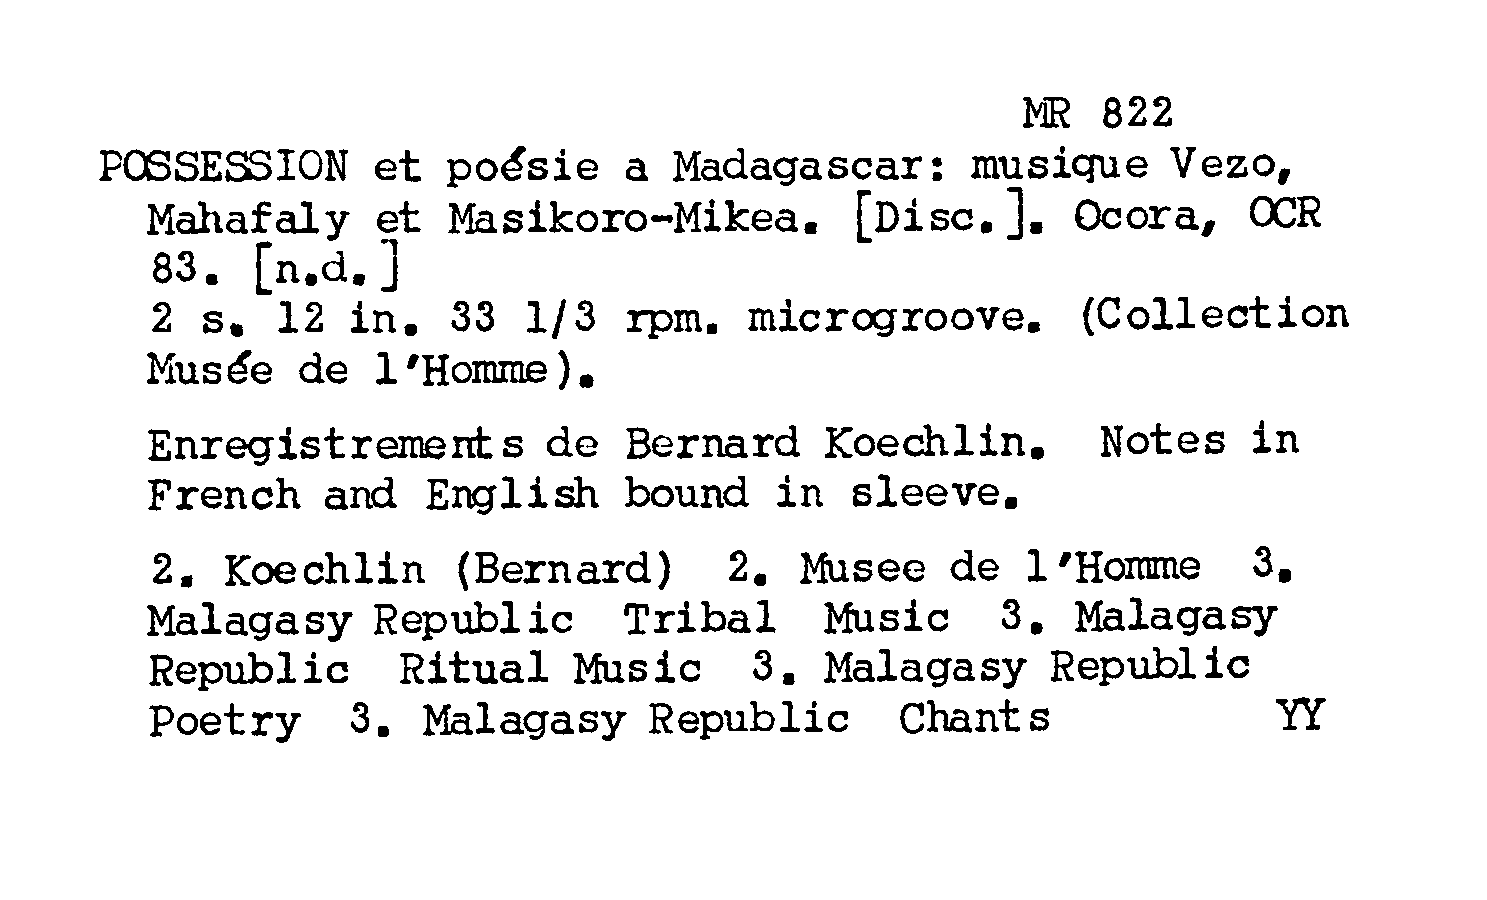 MR 822
POSSESSION et poésie a Madagascar: musique Vezo,
Mahafaly et Masikoro-Mikea. [Disc.]. Ocora, OCR
83. [n.d.]
2 s. 12 in. 33 1/3 rpm. microgroove. (Collection
Musée de l'Homme).
Enregistrements de Bernard Koechlin. Notes in
French and English bound in sleeve.
2. Koechlin (Bernard) 2. Musee de l'Homme 3.
Malagasy Republic Tribal Music 3. Malagasy
Republic Ritual Music 3. Malagasy Republic
Poetry 3. Malagasy Republic Chants YY